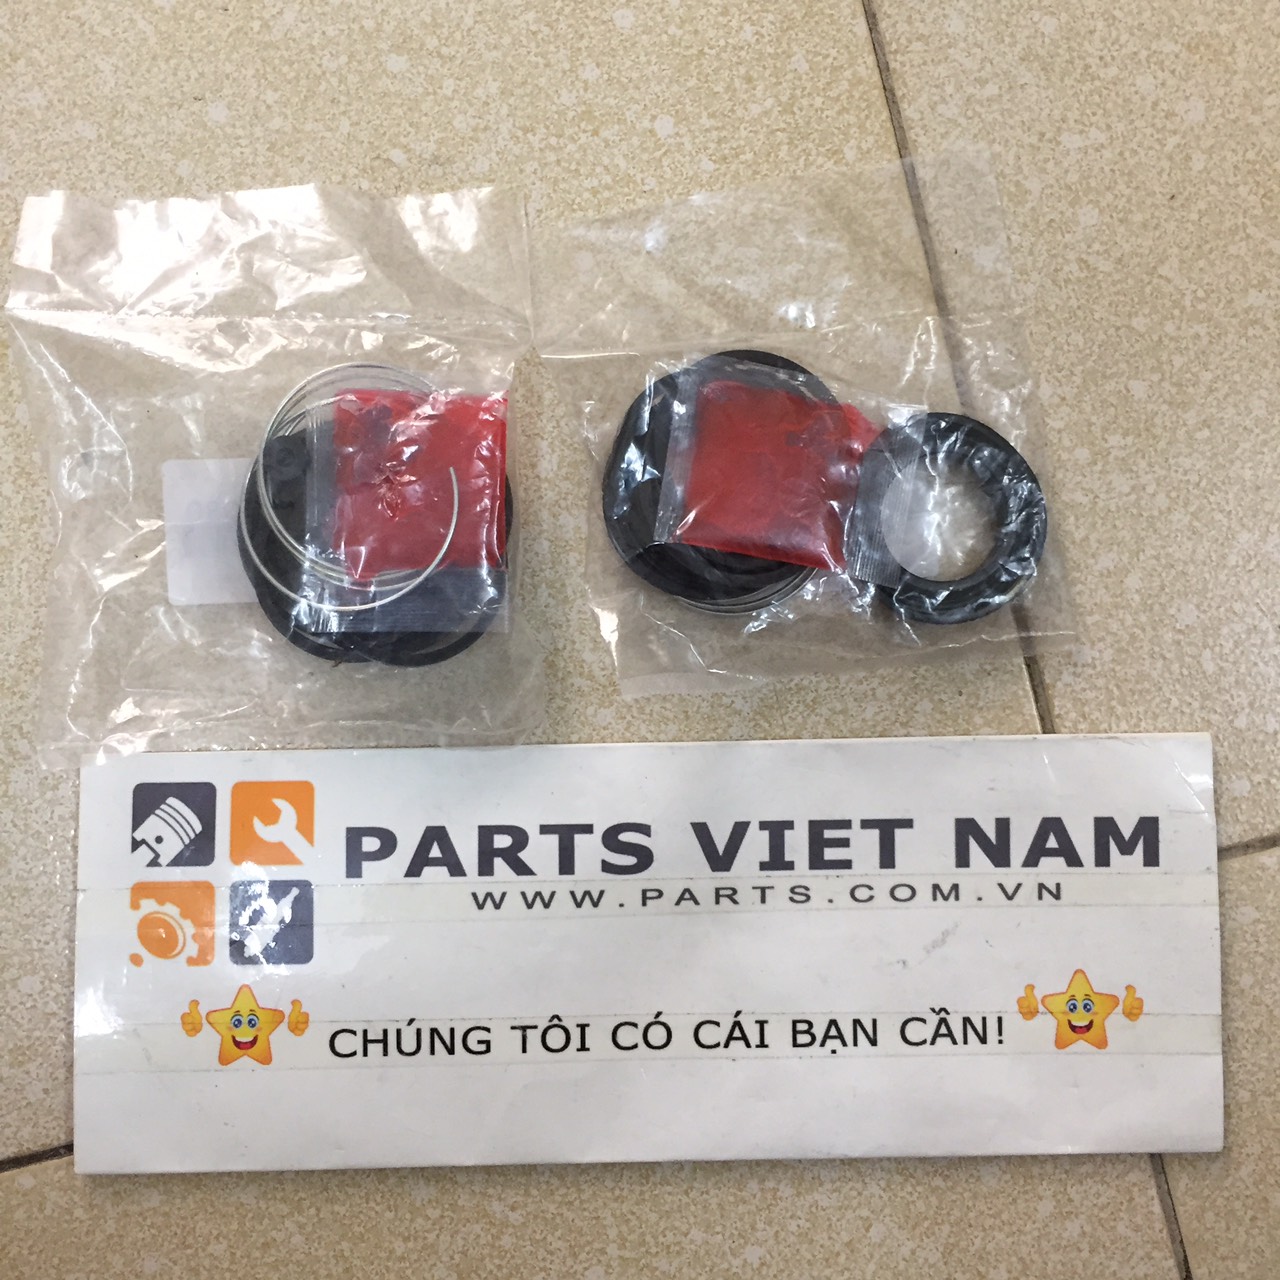 PARTS VIET NAM
WWW.PARTS.COM.VN
CHÚNG TÔI CÓ CÁI BẠN CẦN!